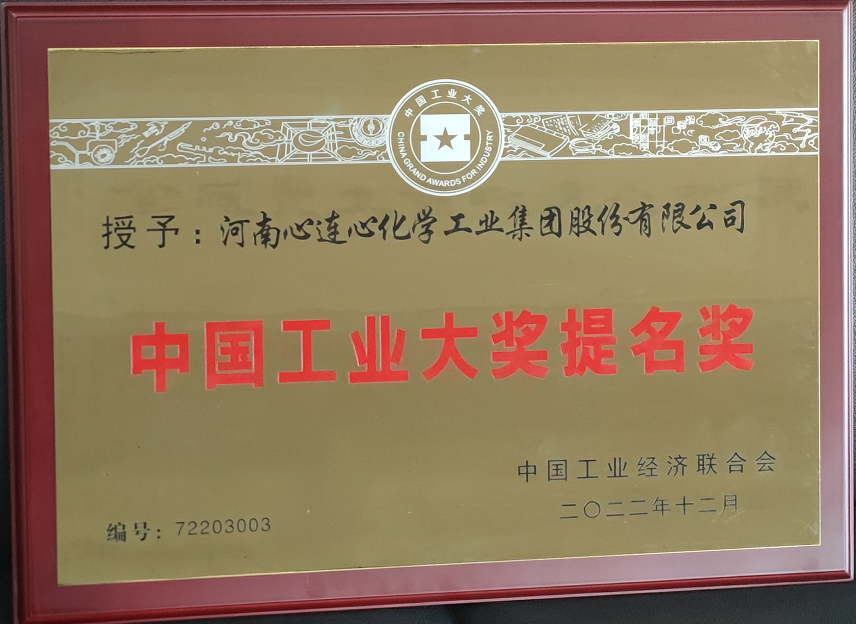 中国工业大奖
CHINA GRAND AWARDS FOR INDUSTRY
授予：河南心连心化学工业集团股份有限公司
中国工业大奖提名奖
中国工业经济联合会
二〇二二年十二月
编号：72203003